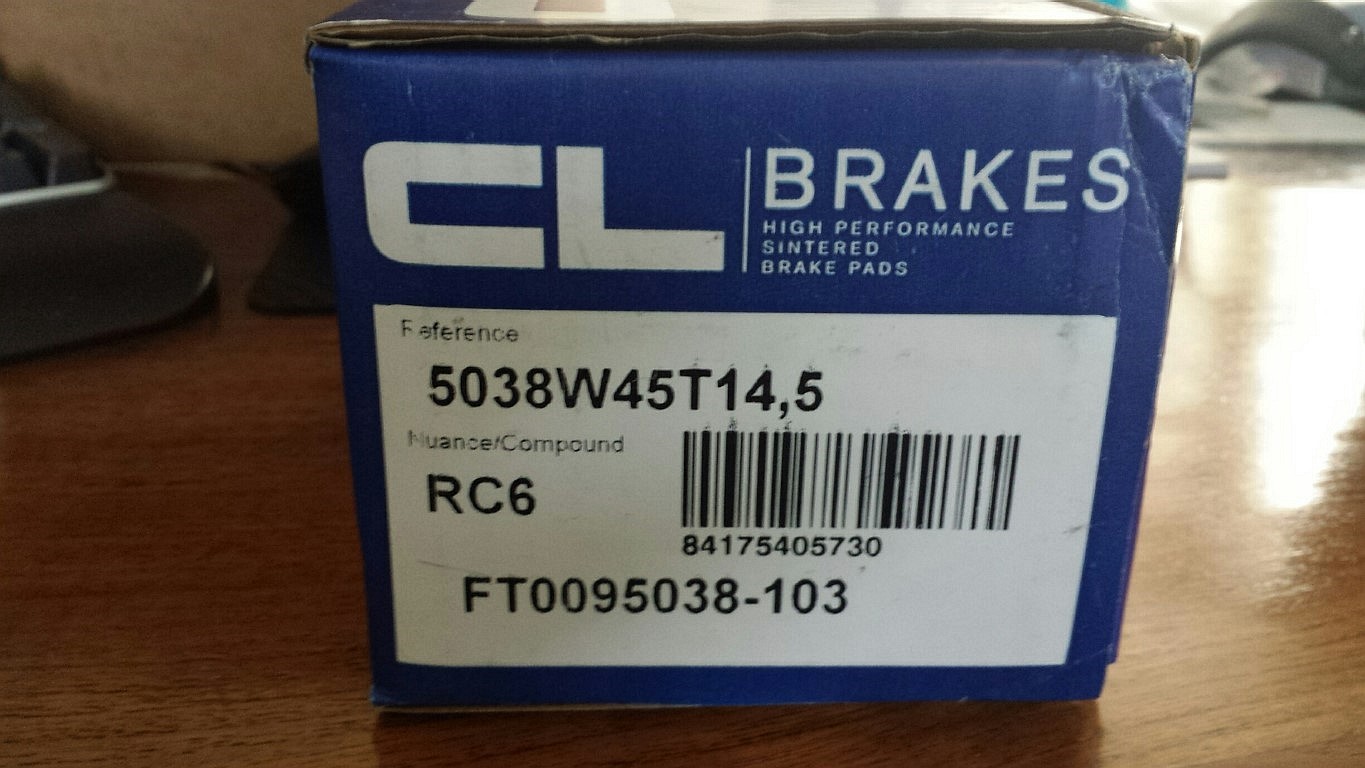 CL BRAKES
HIGH PERFORMANCE
SINTERED
BRAKE PADS
Reference
5038W45T14,5
Nuance/Compound
RC6
84175405730
FT0095038-103